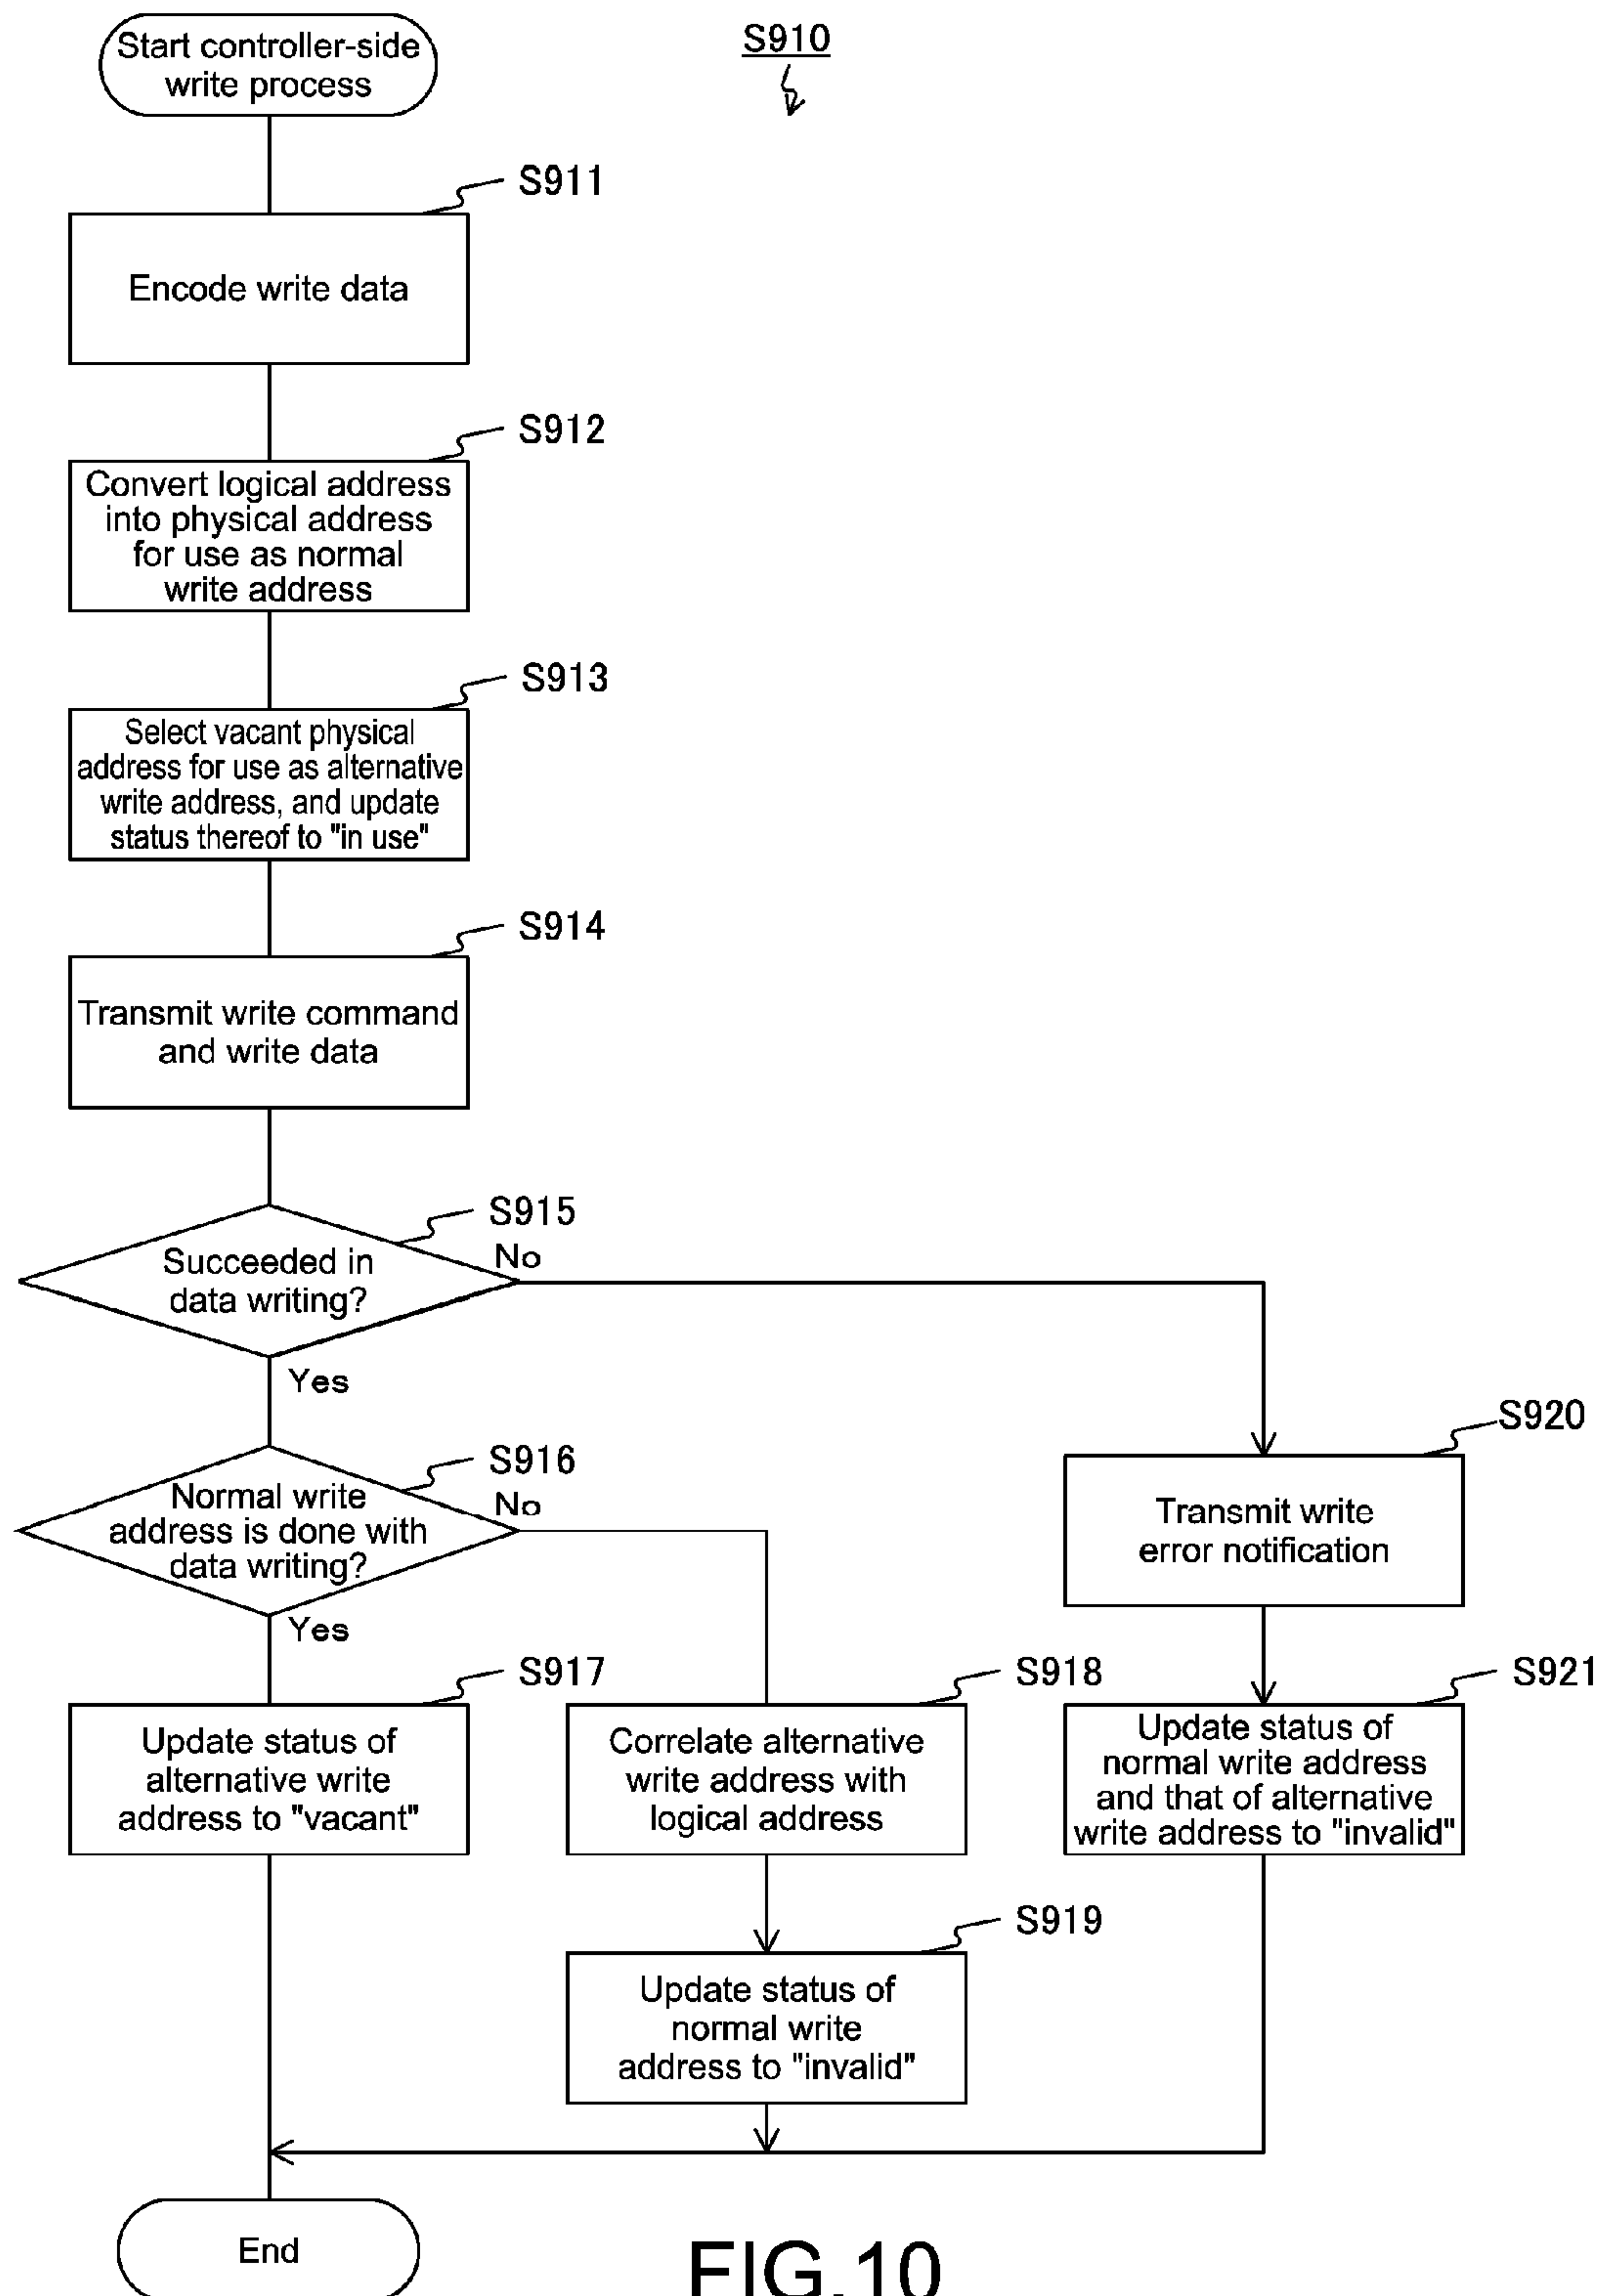 Start controller-side
write process
S910
S911
Encode write data
S912
Convert logical address
into physical address
for use as normal
write address
S913
Select vacant physical
address for use as alternative
write address, and update
status thereof to "in use"
S914
Transmit write command
and write data
S915
Succeeded in
data writing?
No
Yes
S916
Normal write
address is done with
data writing?
No
Yes
S920
Transmit write
error notification
S917
Update status of
alternative write
address to "vacant"
S918
Correlate alternative
write address with
logical address
S921
Update status of
normal write address
and that of alternative
write address to "invalid"
S919
Update status of
normal write
address to "invalid"
End
FIG.10